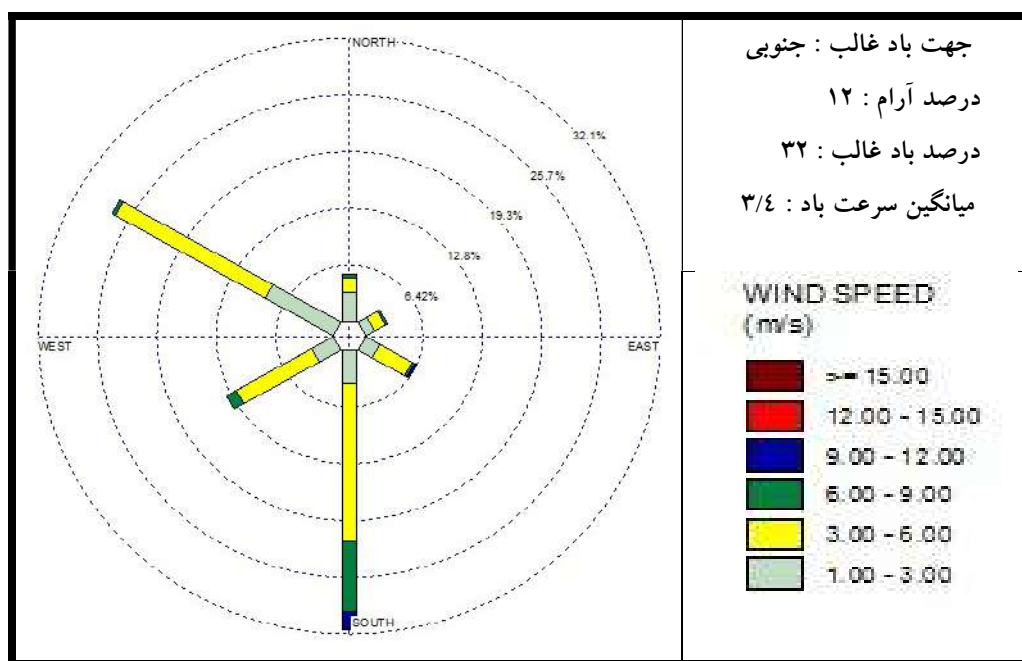 NORTH
32.1%
25.7%
19.3%
12.8%
6.42%
WEST
EAST
SOUTH
جهت باد غالب : جنوبی
درصد آرام : ۱۲
درصد باد غالب : ۳۲
میانگین سرعت باد : ۳/٤
WIND SPEED
(m/s)
>= 15.00
12.00 - 15.00
9.00 - 12.00
6.00 - 9.00
3.00 - 6.00
1.00 - 3.00